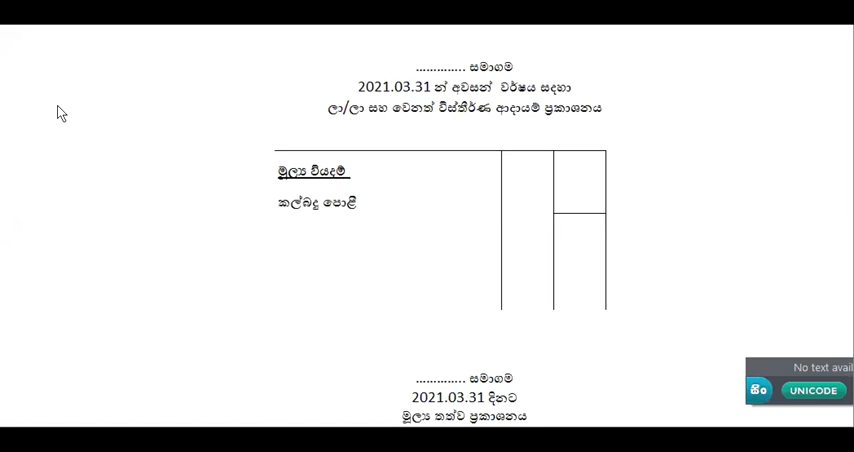 .............. සමාගම
2021.03.31 න් අවසන් වර්ෂය සදහා
ලා/ලා සහ වෙනත් විස්තීර්ණ ආදායම් ප්‍රකාශනය
මූල්‍ය වියදම්
කල්බදු පොළී
.............. සමාගම
2021.03.31 දිනට
මූල්‍ය තත්ව ප්‍රකාශනය
No text avail
සිං UNICODE